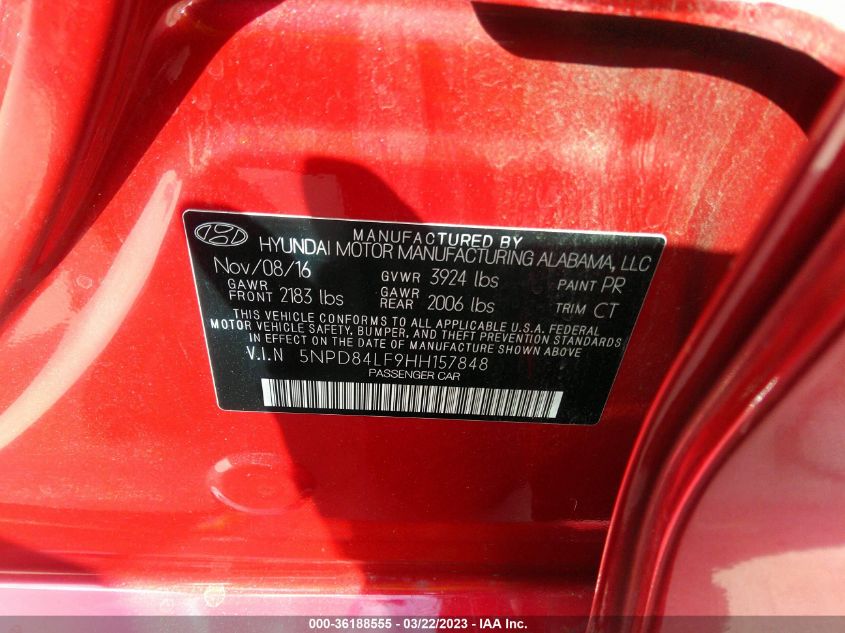 MANUFACTURED BY
HYUNDAI MOTOR MANUFACTURING ALABAMA, LLC
Nov/08/16 GVWR 3924 lbs PAINT PR
GAWR FRONT 2183 lbs GAWR REAR 2006 lbs TRIM CT
THIS VEHICLE CONFORMS TO ALL APPLICABLE U.S.A. FEDERAL
MOTOR VEHICLE SAFETY, BUMPER, AND THEFT PREVENTION STANDARDS
IN EFFECT ON THE DATE OF MANUFACTURE SHOWN ABOVE.
V.I.N 5NPD84LF9HH157848
PASSENGER CAR
000-36188555 - 03/22/2023 - IAA Inc.